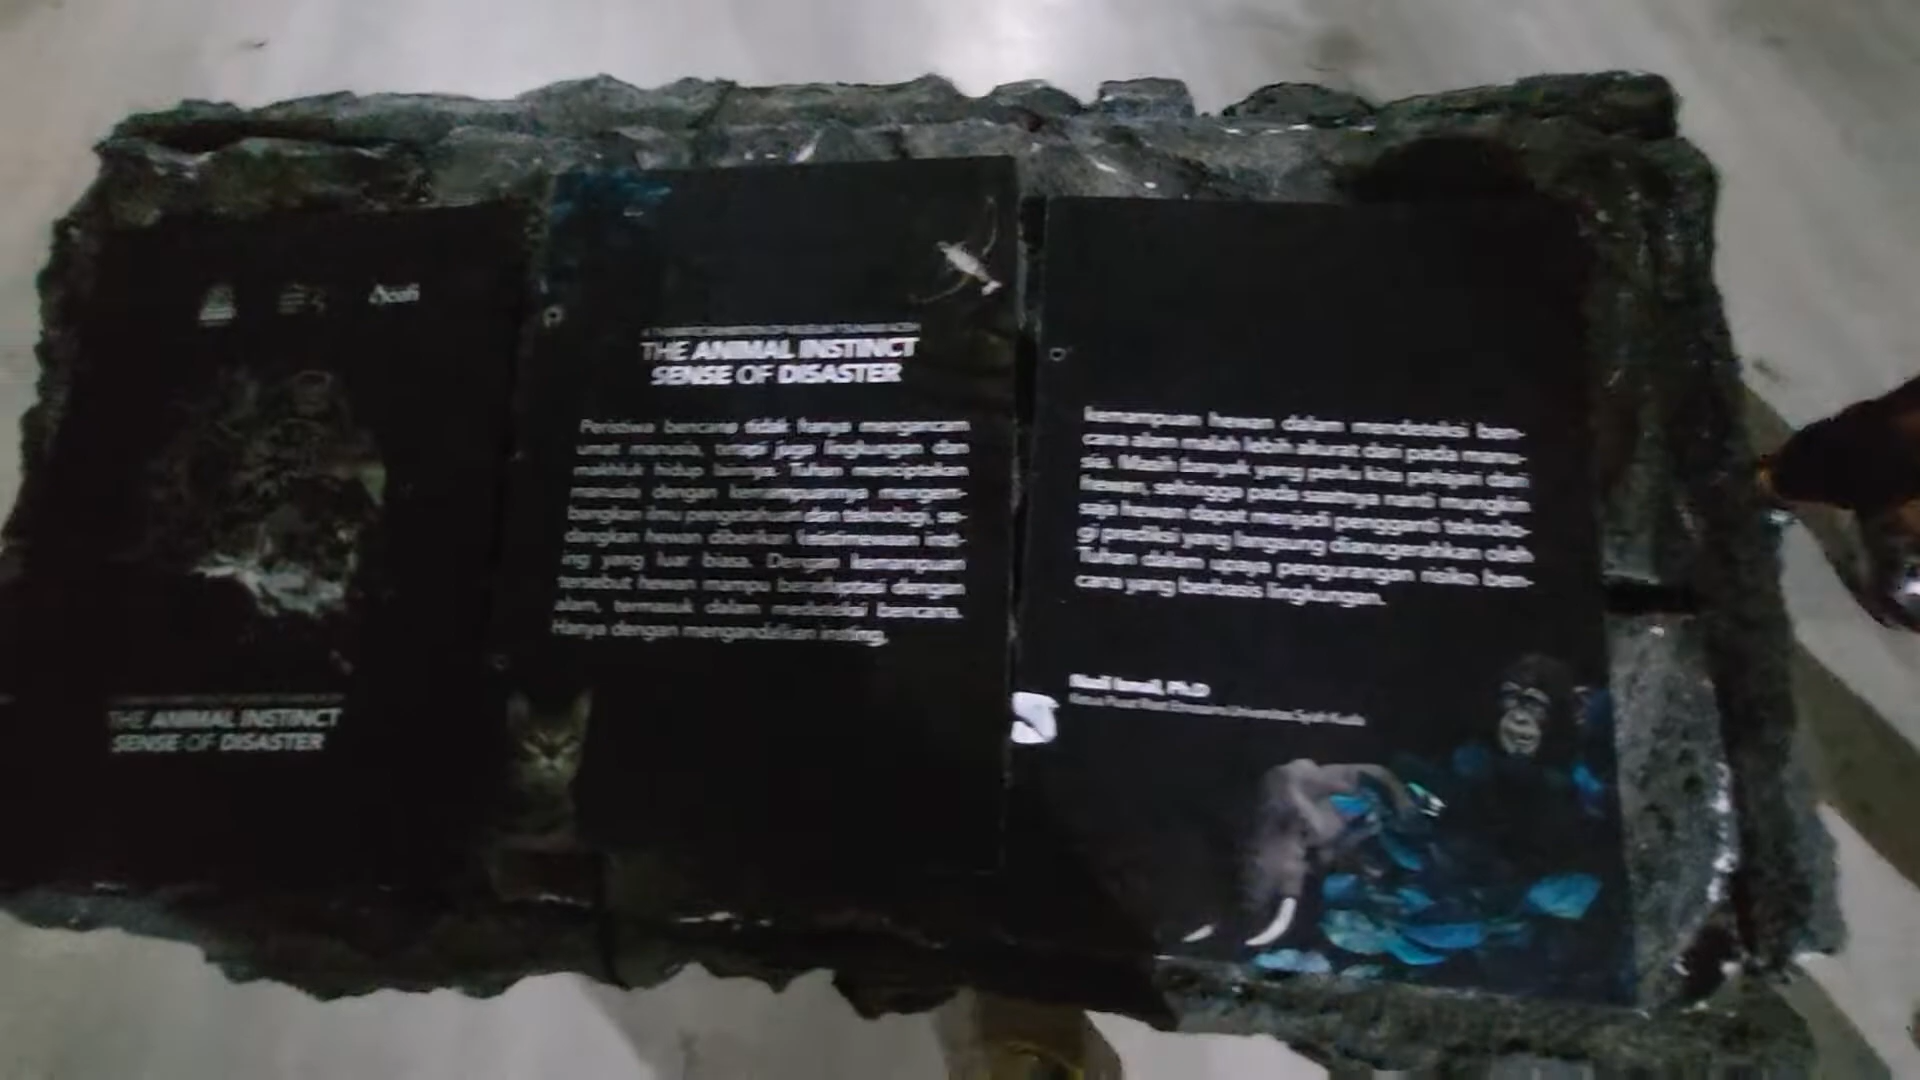 Aceh
THE ANIMAL INSTINCT
SENSE OF DISASTER
THE ANIMAL INSTINCT
SENSE OF DISASTER
Peristiwa bencana tidak hanya mengancam
umat manusia, tetapi juga lingkungan dan
makhluk hidup lainnya. Tuhan menciptakan
manusia dengan kemampuannya mengem-
bangkan ilmu pengetahuan dan teknologi, se-
dangkan hewan diberikan keistimewaan inst-
ing yang luar biasa. Dengan kemampuan
tersebut hewan mampu beradaptasi dengan
alam, termasuk dalam mendeteksi bencana.
Hanya dengan mengandalkan insting,
kemampuan hewan dalam mendeteksi ben-
cana alam malah lebih akurat dari pada manu-
sia. Masih banyak yang perlu kita pelajari dari
hewan, sehingga pada saatnya nanti mungkin
saja hewan dapat menjadi pengganti teknolo-
gi prediksi yang langsung dianugerahkan oleh
Tuhan dalam upaya pengurangan risiko ben-
cana yang berbasis lingkungan.
Ph.D